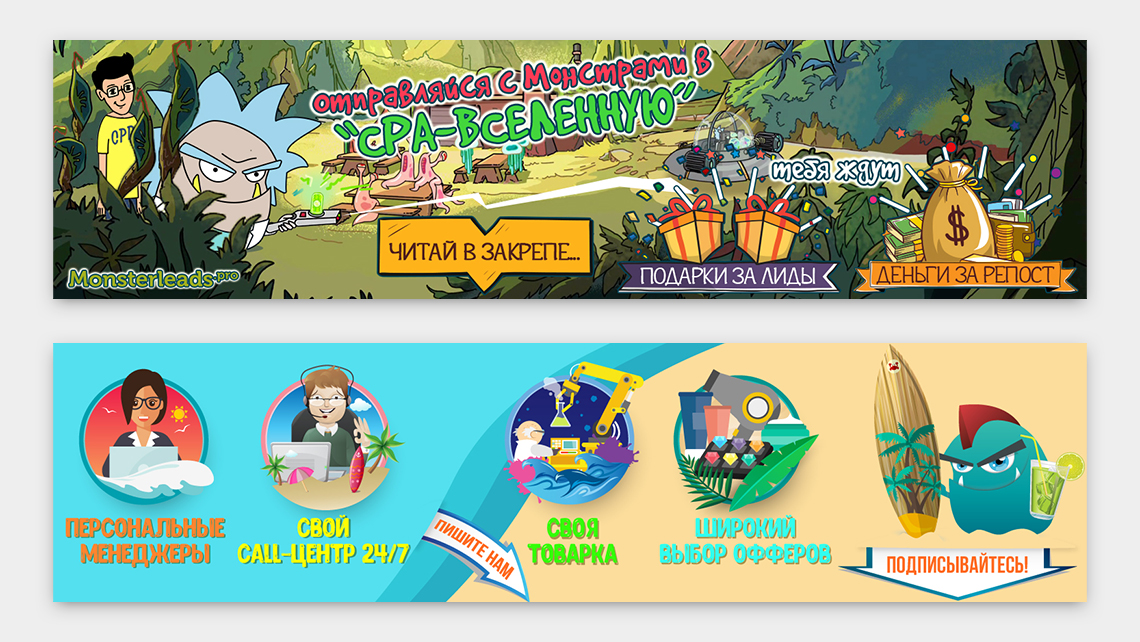 отправляйся с Монстрами в
"CPA-ВСЕЛЕННУЮ"
CPA
тебя ждут
ЧИТАЙ В ЗАКРЕПЕ...
$
ПОДАРКИ ЗА ЛИДЫ
ДЕНЬГИ ЗА РЕПОСТ
Monsterleads.pro
ПЕРСОНАЛЬНЫЕ
МЕНЕДЖЕРЫ
СВОЙ
CALL-ЦЕНТР 24/7
ПИШИТЕ НАМ
СВОЯ
ТОВАРКА
ШИРОКИЙ
ВЫБОР ОФФЕРОВ
ПОДПИСЫВАЙТЕСЬ!